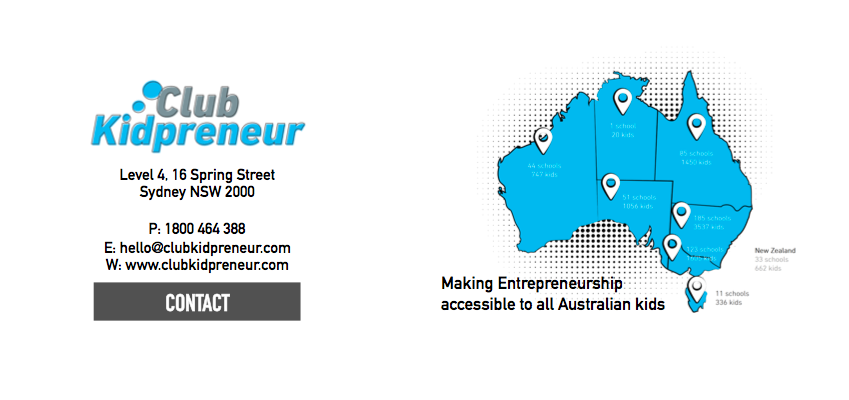 Club
Kidpreneur
Level 4, 16 Spring Street
Sydney NSW 2000
P: 1800 464 388
E: hello@clubkidpreneur.com
W: www.clubkidpreneur.com
CONTACT
1 school
20 kids
85 schools
1450 kids
44 schools
747 kids
51 schools
1056 kids
185 schools
3537 kids
123 schools
kids
New Zealand
33 schools
662 kids
11 schools
336 kids
Making Entrepreneurship
accessible to all Australian kids